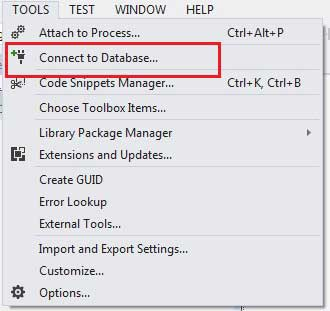 TOOLS TEST WINDOW HELP
Attach to Process... Ctrl+Alt+P
Connect to Database...
Code Snippets Manager... Ctrl+K, Ctrl+B
Choose Toolbox Items...
Library Package Manager
Extensions and Updates...
Create GUID
Error Lookup
External Tools...
Import and Export Settings...
Customize...
Options...